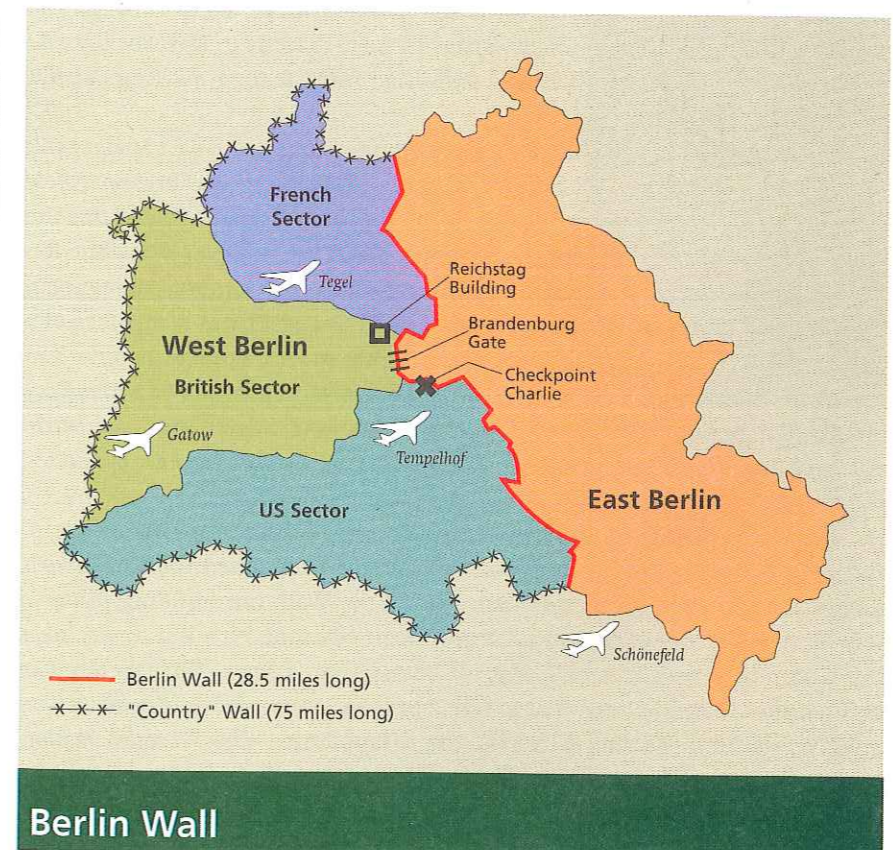 French
Sector
Tegel
Reichstag
Building
Brandenburg
Gate
West Berlin
British Sector
Checkpoint
Charlie
Gatow
Tempelhof
US Sector
East Berlin
Schönefeld
Berlin Wall (28.5 miles long)
"Country" Wall (75 miles long)
Berlin Wall